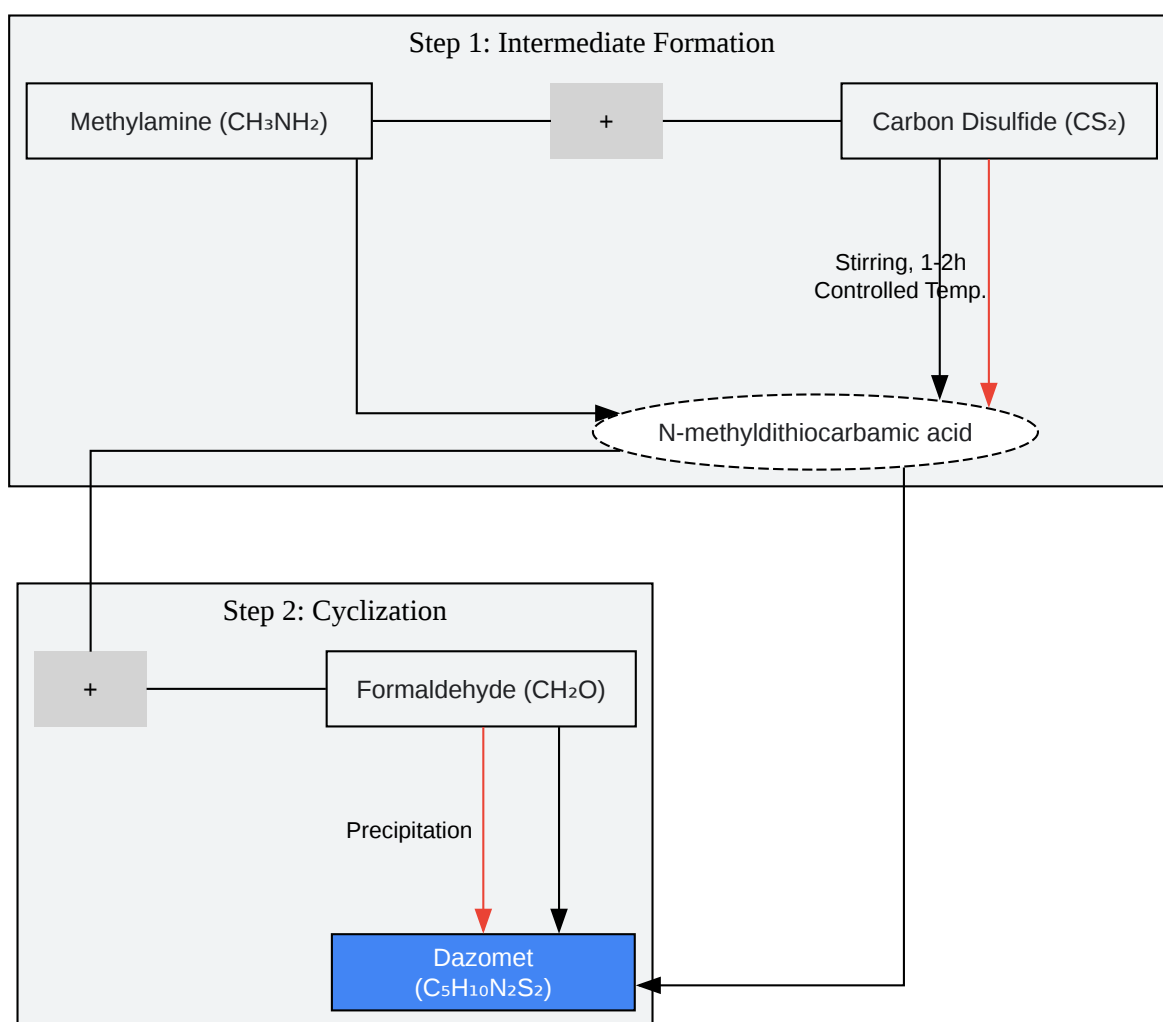 Step 1: Intermediate Formation
Methylamine (CH₃NH₂)
+
Carbon Disulfide (CS₂)
Stirring, 1-2h
Controlled Temp.
N-methyldithiocarbamic acid
Step 2: Cyclization
+
Formaldehyde (CH₂O)
Precipitation
Dazomet
(C₅H₁₀N₂S₂)